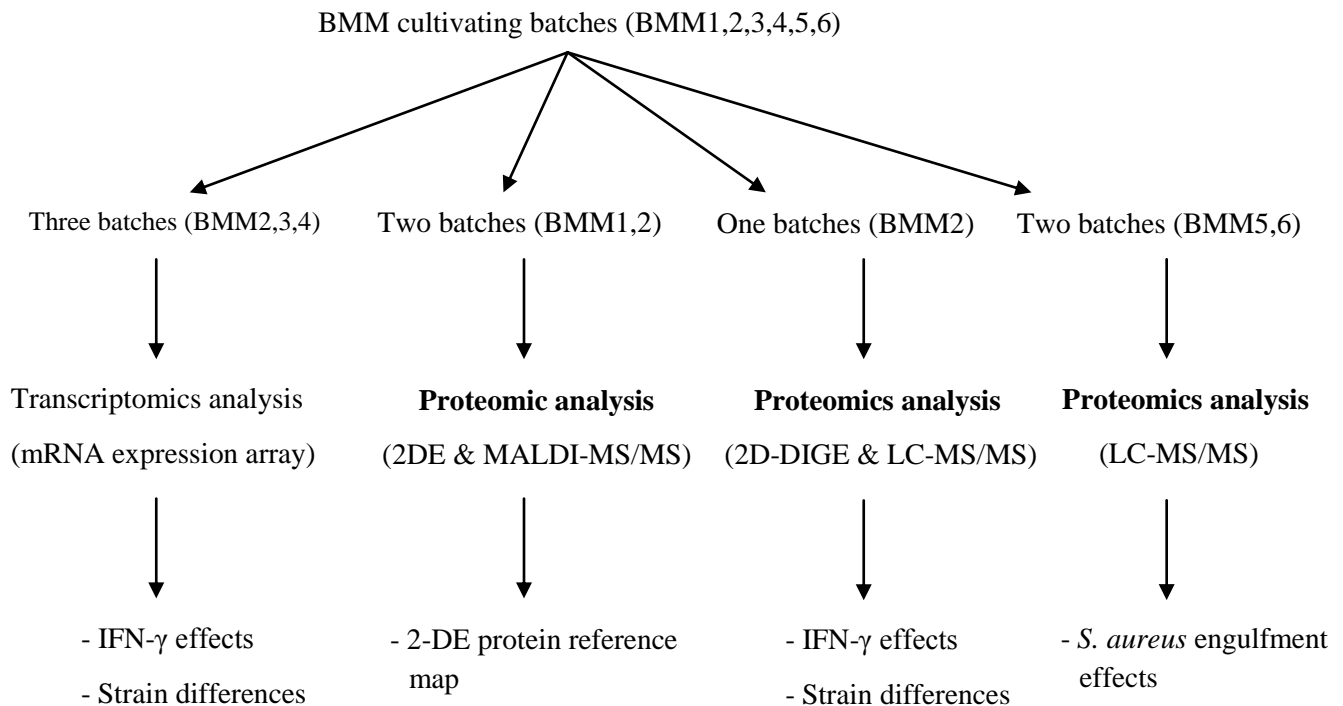 BMM cultivating batches (BMM1,2,3,4,5,6)
Three batches (BMM2,3,4)
Two batches (BMM1,2)
One batches (BMM2)
Two batches (BMM5,6)
Transcriptomics analysis
(mRNA expression array)
Proteomic analysis
(2DE & MALDI-MS/MS)
Proteomics analysis
(2D-DIGE & LC-MS/MS)
Proteomics analysis
(LC-MS/MS)
- IFN-γ effects
- Strain differences
- 2-DE protein reference
map
- IFN-γ effects
- Strain differences
- S. aureus engulfment
effects